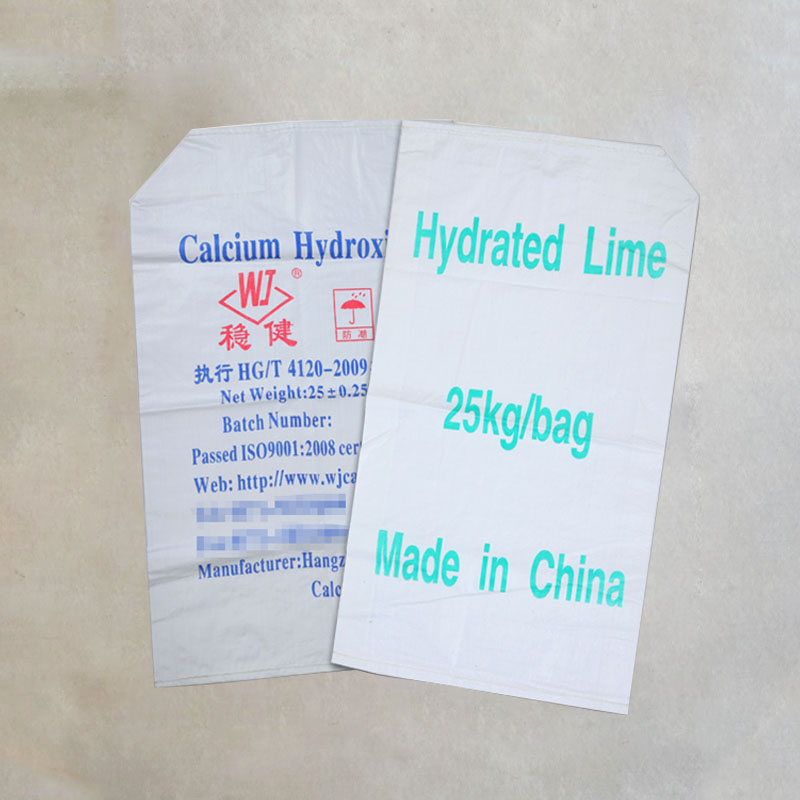 Calcium Hydroxi
WJ®
稳健
防潮
执行 HG/T 4120-2009
Net Weight:25±0.25
Batch Number:
Passed ISO9001:2008 cert
Web: http://www.wjca
Manufacturer:Hangz
Calc
Hydrated Lime
25kg/bag
Made in China